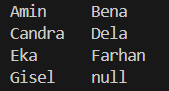 Amin Bena
Candra Dela
Eka Farhan
Gisel null